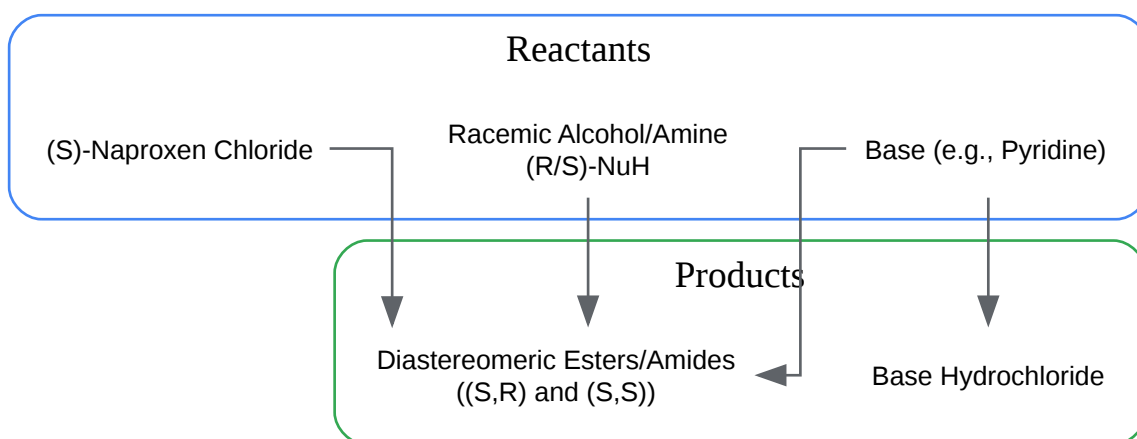 Reactants
(S)-Naproxen Chloride
Racemic Alcohol/Amine
(R/S)-NuH
Base (e.g., Pyridine)
Products
Diastereomeric Esters/Amides
((S,R) and (S,S))
Base Hydrochloride